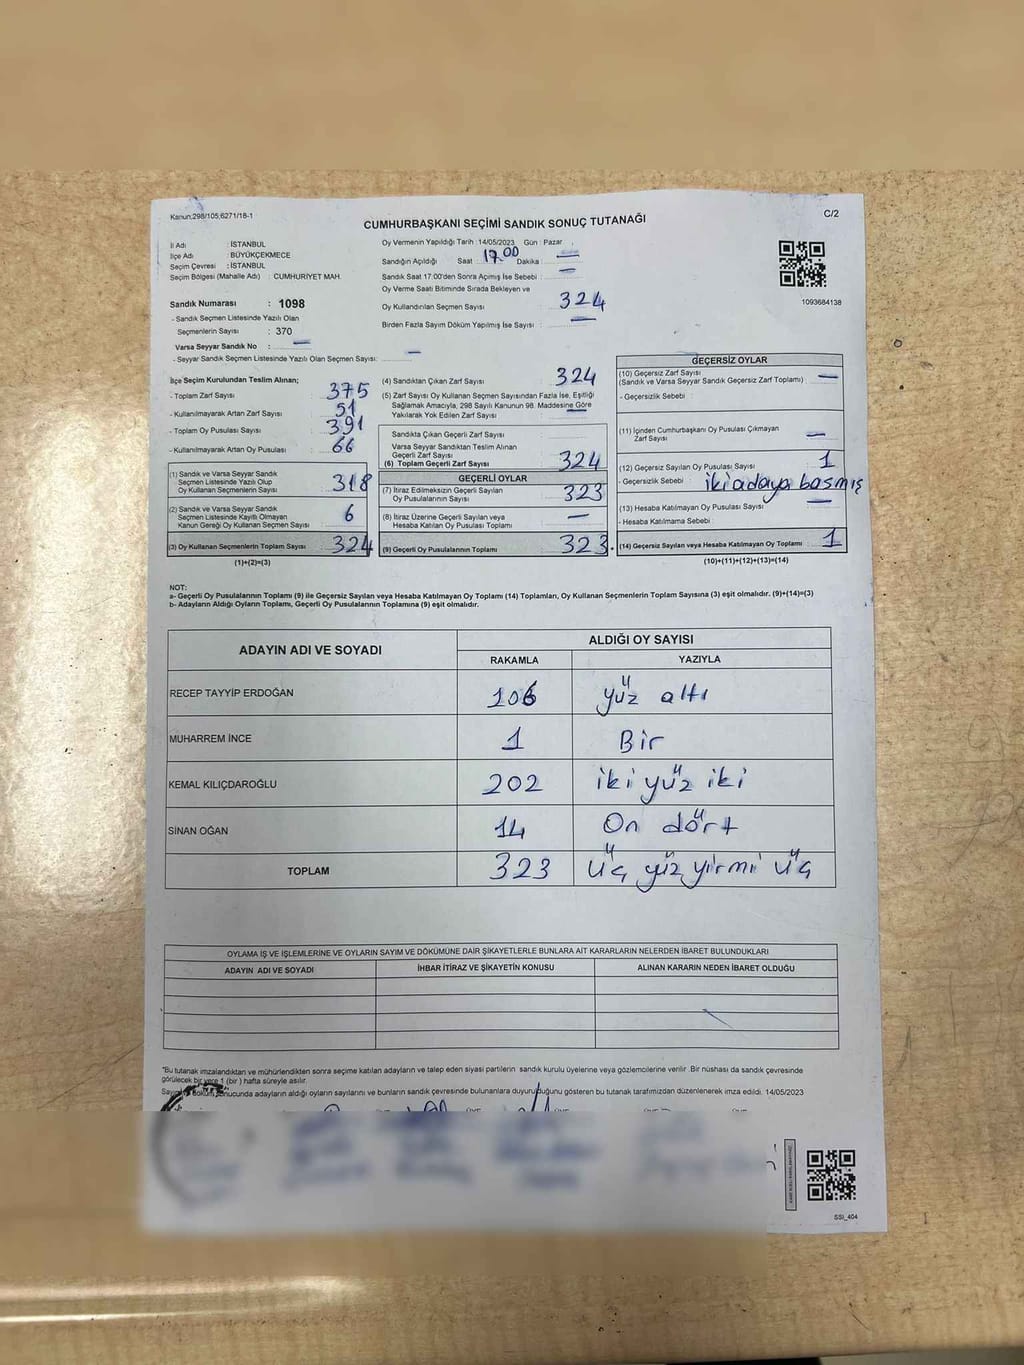 Kanun:298/105;6271/18-1
C/2
CUMHURBAŞKANI SEÇİMİ SANDIK SONUÇ TUTANAĞI
İl Adı : İSTANBUL
İlçe Adı : BÜYÜKÇEKMECE
Seçim Çevresi : İSTANBUL
Seçim Bölgesi (Mahalle Adı) : CUMHURİYET MAH.
Sandık Numarası : 1098
- Sandık Seçmen Listesinde Yazılı Olan
Seçmenlerin Sayısı : 370
Varsa Seyyar Sandık No : —
- Seyyar Sandık Seçmen Listesinde Yazılı Olan Seçmen Sayısı: —
Oy Vermenin Yapıldığı Tarih : 14/05/2023 Gün : Pazar
Sandığın Açıldığı Saat : 17.00 Dakika : —
Sandık Saat 17:00'den Sonra Açımış İse Sebebi : —
Oy Verme Saati Bitiminde Sırada Bekleyen ve
Oy Kullandırılan Seçmen Sayısı : 324
Birden Fazla Sayım Döküm Yapılmış İse Sayısı : —
1093684138
İlçe Seçim Kurulundan Teslim Alınan;
- Toplam Zarf Sayısı : 375
- Kullanılmayarak Artan Zarf Sayısı : 51
- Toplam Oy Pusulası Sayısı : 391
- Kullanılmayarak Artan Oy Pusulası : 66
(1) Sandık ve Varsa Seyyar Sandık
Seçmen Listesinde Yazılı Olup
Oy Kullanan Seçmenlerin Sayısı : 318
(2) Sandık ve Varsa Seyyar Sandık
Seçmen Listesinde Kayıtlı Olmayan
Kanun Gereği Oy Kullanan Seçmen Sayısı : 6
(3) Oy Kullanan Seçmenlerin Toplam Sayısı : 324
(1)+(2)=(3)
(4) Sandıktan Çıkan Zarf Sayısı : 324
(5) Zarf Sayısı Oy Kullanan Seçmen Sayısından Fazla İse, Eşitliği
Sağlamak Amacıyla, 298 Sayılı Kanunun 98. Maddesine Göre
Yakılarak Yok Edilen Zarf Sayısı : —
Sandıkta Çıkan Geçerli Zarf Sayısı :
Varsa Seyyar Sandıktan Teslim Alınan
Geçerli Zarf Sayısı :
(6) Toplam Geçerli Zarf Sayısı : 324
GEÇERLİ OYLAR
(7) İtiraz Edilmeksizin Geçerli Sayılan
Oy Pusulalarının Sayısı : 323
(8) İtiraz Üzerine Geçerli Sayılan veya
Hesaba Katılan Oy Pusulası Toplamı : —
(9) Geçerli Oy Pusulalarının Toplamı : 323.
GEÇERSİZ OYLAR
(10) Geçersiz Zarf Sayısı : —
(Sandık ve Varsa Seyyar Sandık Geçersiz Zarf Toplamı)
- Geçersizlik Sebebi :
(11) İçinden Cumhurbaşkanı Oy Pusulası Çıkmayan
Zarf Sayısı : —
(12) Geçersiz Sayılan Oy Pusulası Sayısı : 1
- Geçersizlik Sebebi : iki adaya basmış
(13) Hesaba Katılmayan Oy Pusulası Sayısı : —
- Hesaba Katılmama Sebebi :
(14) Geçersiz Sayılan veya Hesaba Katılmayan Oy Toplamı : 1
(10)+(11)+(12)+(13)=(14)
NOT:
a- Geçerli Oy Pusulalarının Toplamı (9) ile Geçersiz Sayılan veya Hesaba Katılmayan Oy Toplamı (14) Toplamları, Oy Kullanan Seçmenlerin Toplam Sayısına (3) eşit olmalıdır. (9)+(14)=(3)
b- Adayların Aldığı Oyların Toplamı, Geçerli Oy Pusulalarının Toplamına (9) eşit olmalıdır.
ADAYIN ADI VE SOYADI
ALDIĞI OY SAYISI
RAKAMLA YAZIYLA
RECEP TAYYİP ERDOĞAN 106 yüz altı
MUHARREM İNCE 1 Bir
KEMAL KILIÇDAROĞLU 202 iki yüz iki
SİNAN OĞAN 14 On dört
TOPLAM 323 üç yüz yirmi üç
OYLAMA İŞ VE İŞLEMLERİNE VE OYLARIN SAYIM VE DÖKÜMÜNE DAİR ŞİKAYETLERLE BUNLARA AİT KARARLARIN NELERDEN İBARET BULUNDUKLARI
ADAYIN ADI VE SOYADI İHBAR İTİRAZ VE ŞİKAYETİN KONUSU ALINAN KARARIN NEDEN İBARET OLDUĞU
"Bu tutanak imzalandıktan ve mühürlendikten sonra seçime katılan adayların ve talep eden siyasi partilerin sandık kurulu üyelerine veya gözlemcilerine verilir .Bir nüshası da sandık çevresinde
görülecek bir yere 1 (bir ) hafta süreyle asılır.
sonucunda adayların aldığı oyların sayılarını ve bunların sandık çevresinde bulunanlara duyurulduğunu gösteren bu tutanak tarafımızdan düzenlenerek imza edildi. 14/05/2023
SSI_404